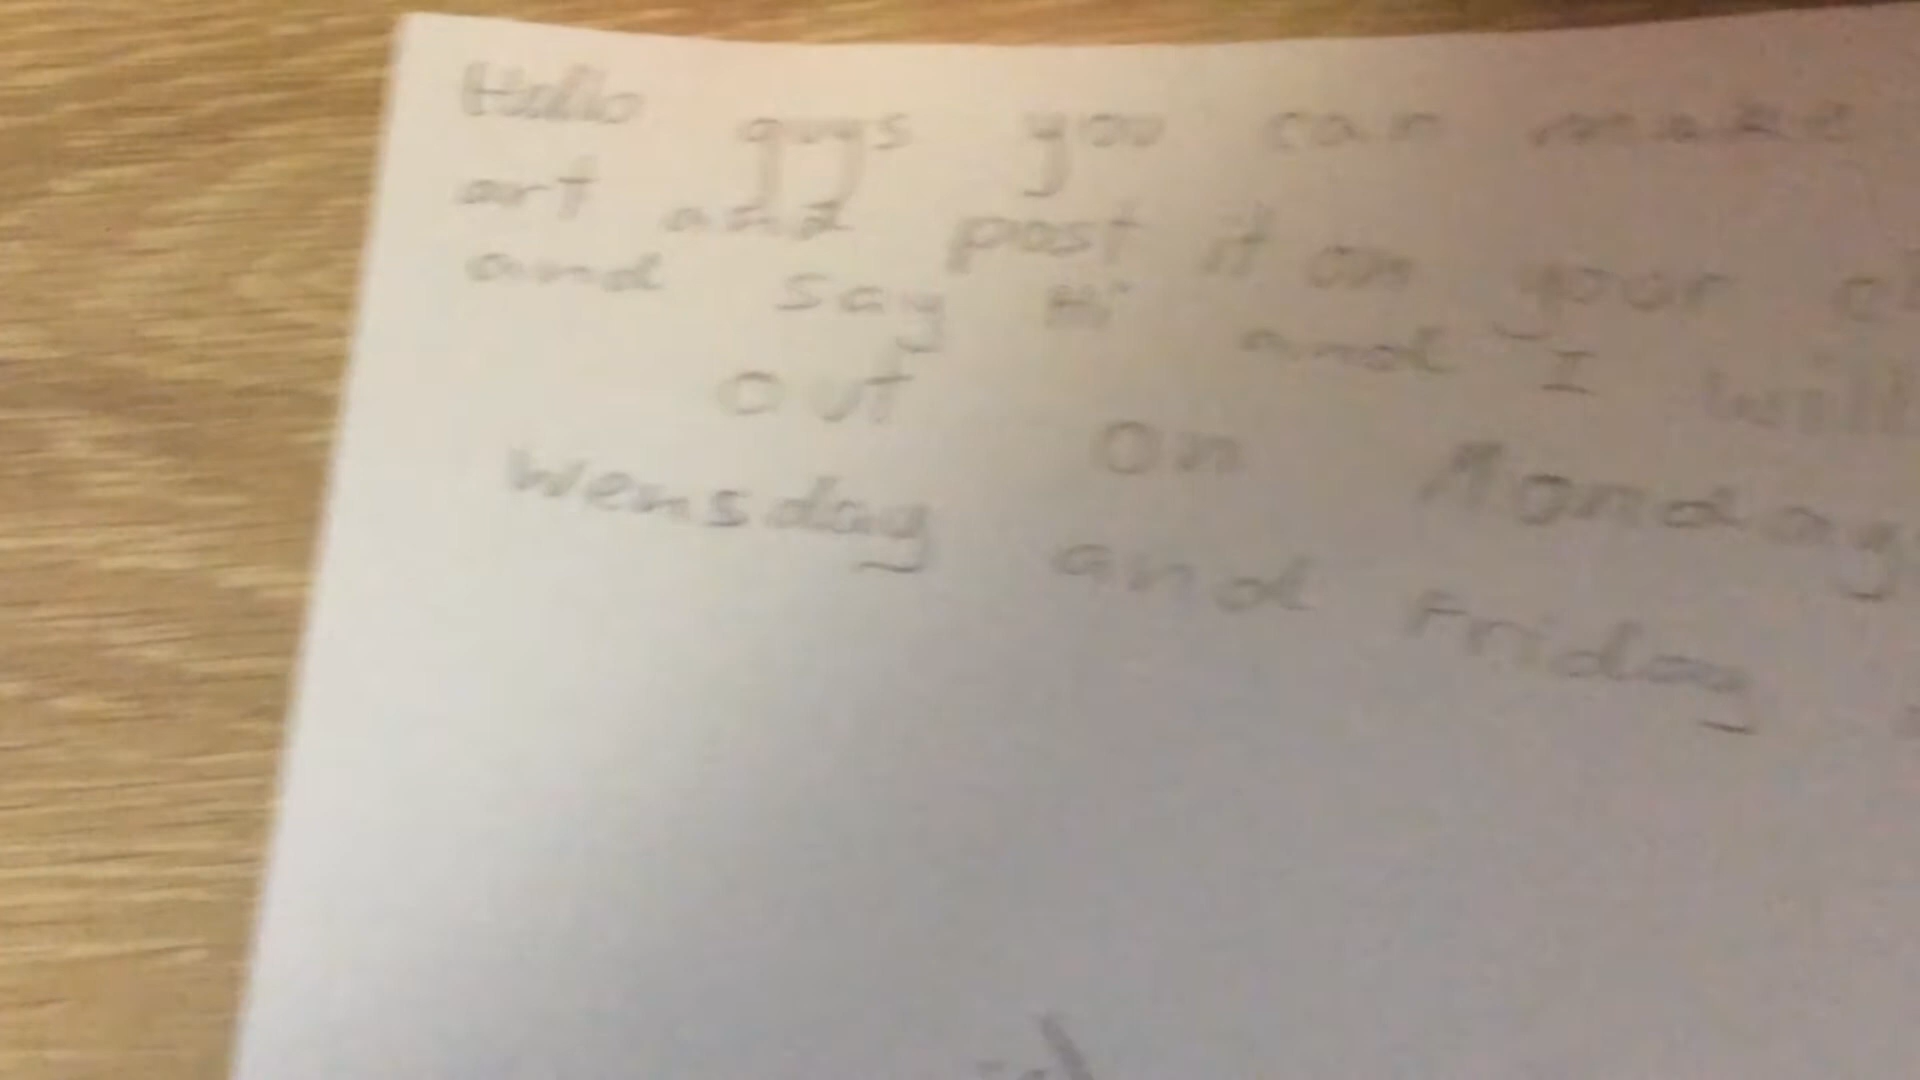 Hello guys you can make
art and post it on your
and say Hi and I will
out on Monday
Wensday and Friday